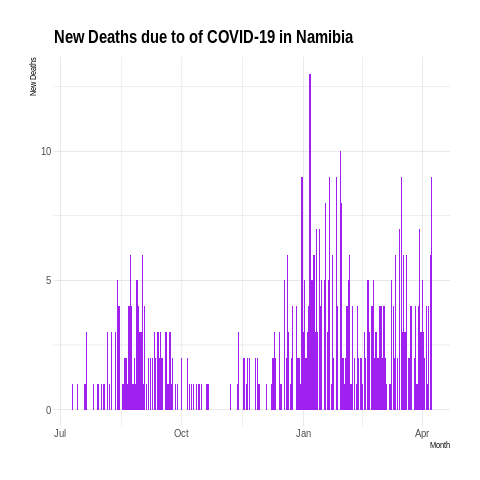 New Deaths due to of COVID-19 in Namibia
New Deaths
10
5
0
Jul
Oct
Jan
Apr
Month